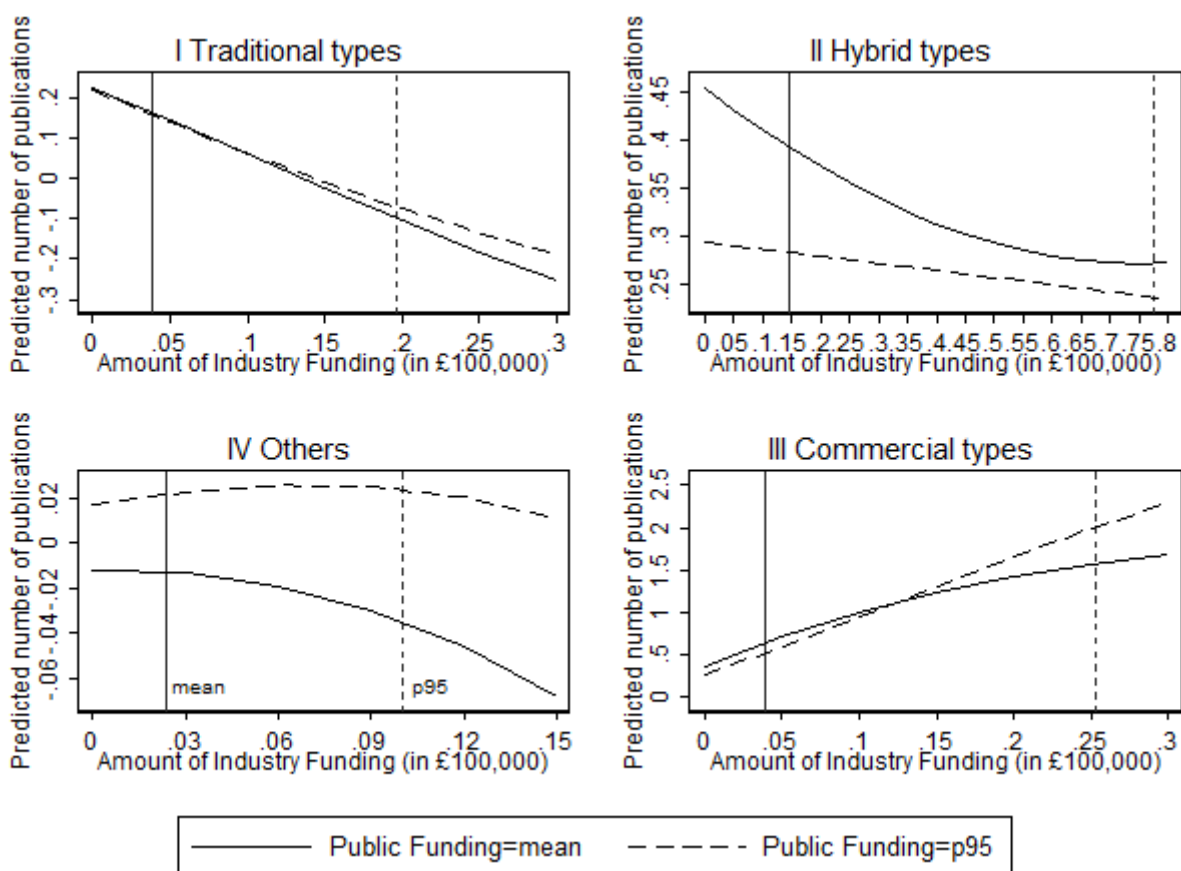 I Traditional types
Predicted number of publications
.2
.1
0
-.1
-.2
-.3
0 .05 .1 .15 .2 .25 .3
Amount of Industry Funding (in £100,000)
II Hybrid types
Predicted number of publications
.45
.4
.35
.3
.25
0 .05 .1 .15 .2 .25 .3 .35 .4 .45 .5 .55 .6 .65 .7 .75 .8
Amount of Industry Funding (in £100,000)
IV Others
Predicted number of publications
.02
0
-.02
-.04
-.06
mean
p95
0 .03 .06 .09 .12 .15
Amount of Industry Funding (in £100,000)
III Commercial types
Predicted number of publications
2.5
2
1.5
1
.5
0
0 .05 .1 .15 .2 .25 .3
Amount of Industry Funding (in £100,000)
Public Funding=mean
Public Funding=p95